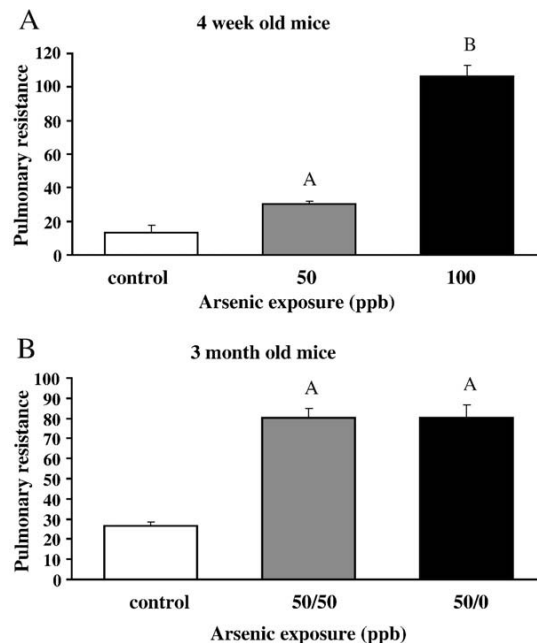 A
4 week old mice
Pulmonary resistance
120
100
80
60
40
20
0
A
B
control
50
100
Arsenic exposure (ppb)
B
3 month old mice
Pulmonary resistance
100
90
80
70
60
50
40
30
20
10
0
A
A
control
50/50
50/0
Arsenic exposure (ppb)